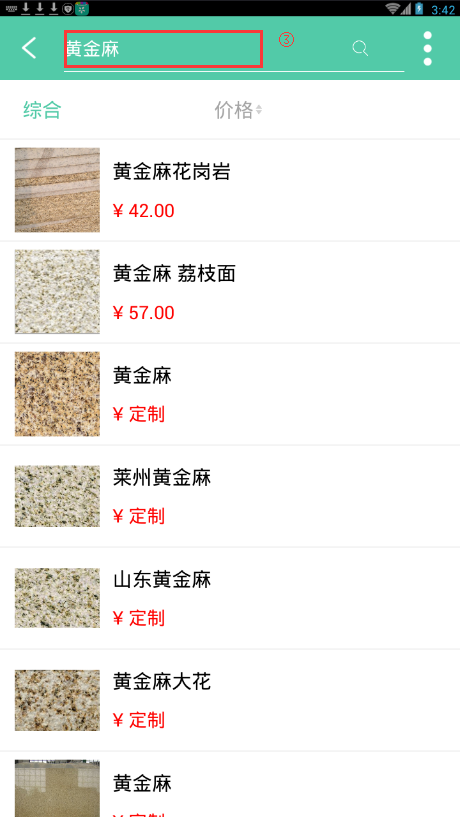 3:42
黄金麻
③
综合
价格
黄金麻花岗岩
¥ 42.00
黄金麻 荔枝面
¥ 57.00
黄金麻
¥ 定制
莱州黄金麻
¥ 定制
山东黄金麻
¥ 定制
黄金麻大花
¥ 定制
黄金麻